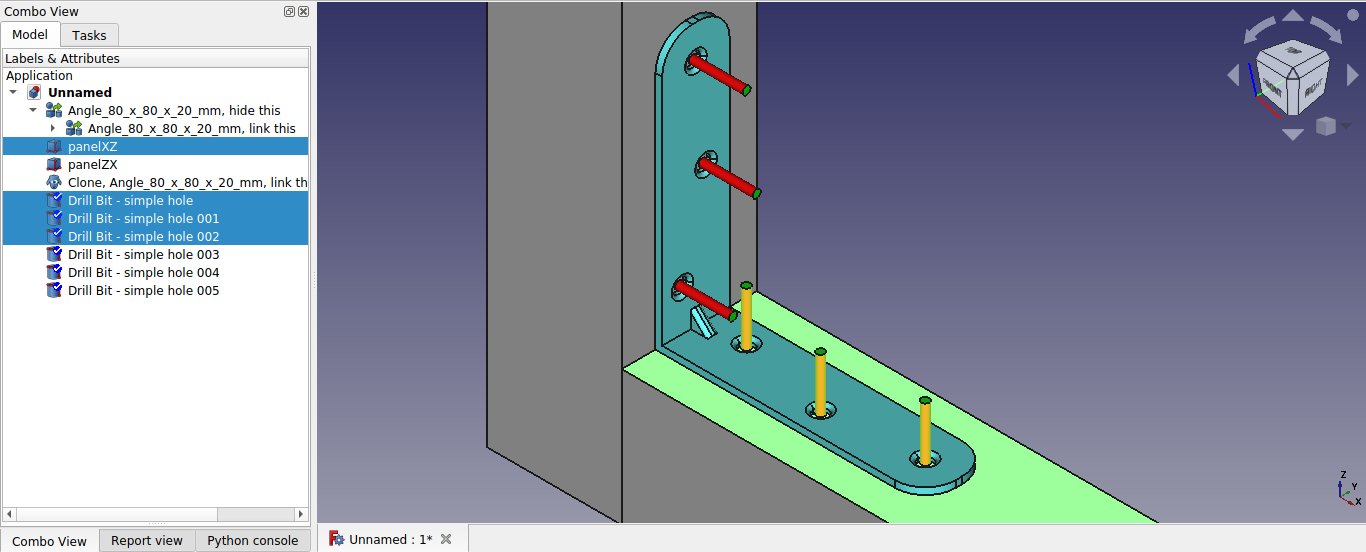 Combo View
Model
Tasks
Labels & Attributes
Application
Unnamed
Angle_80_x_80_x_20_mm, hide this
Angle_80_x_80_x_20_mm, link this
panelXZ
panelZX
Clone, Angle_80_x_80_x_20_mm, link th
Drill Bit - simple hole
Drill Bit - simple hole 001
Drill Bit - simple hole 002
Drill Bit - simple hole 003
Drill Bit - simple hole 004
Drill Bit - simple hole 005
Combo View
Report view
Python console
Unnamed : 1*
FRONT
RIGHT
Z
Y
X